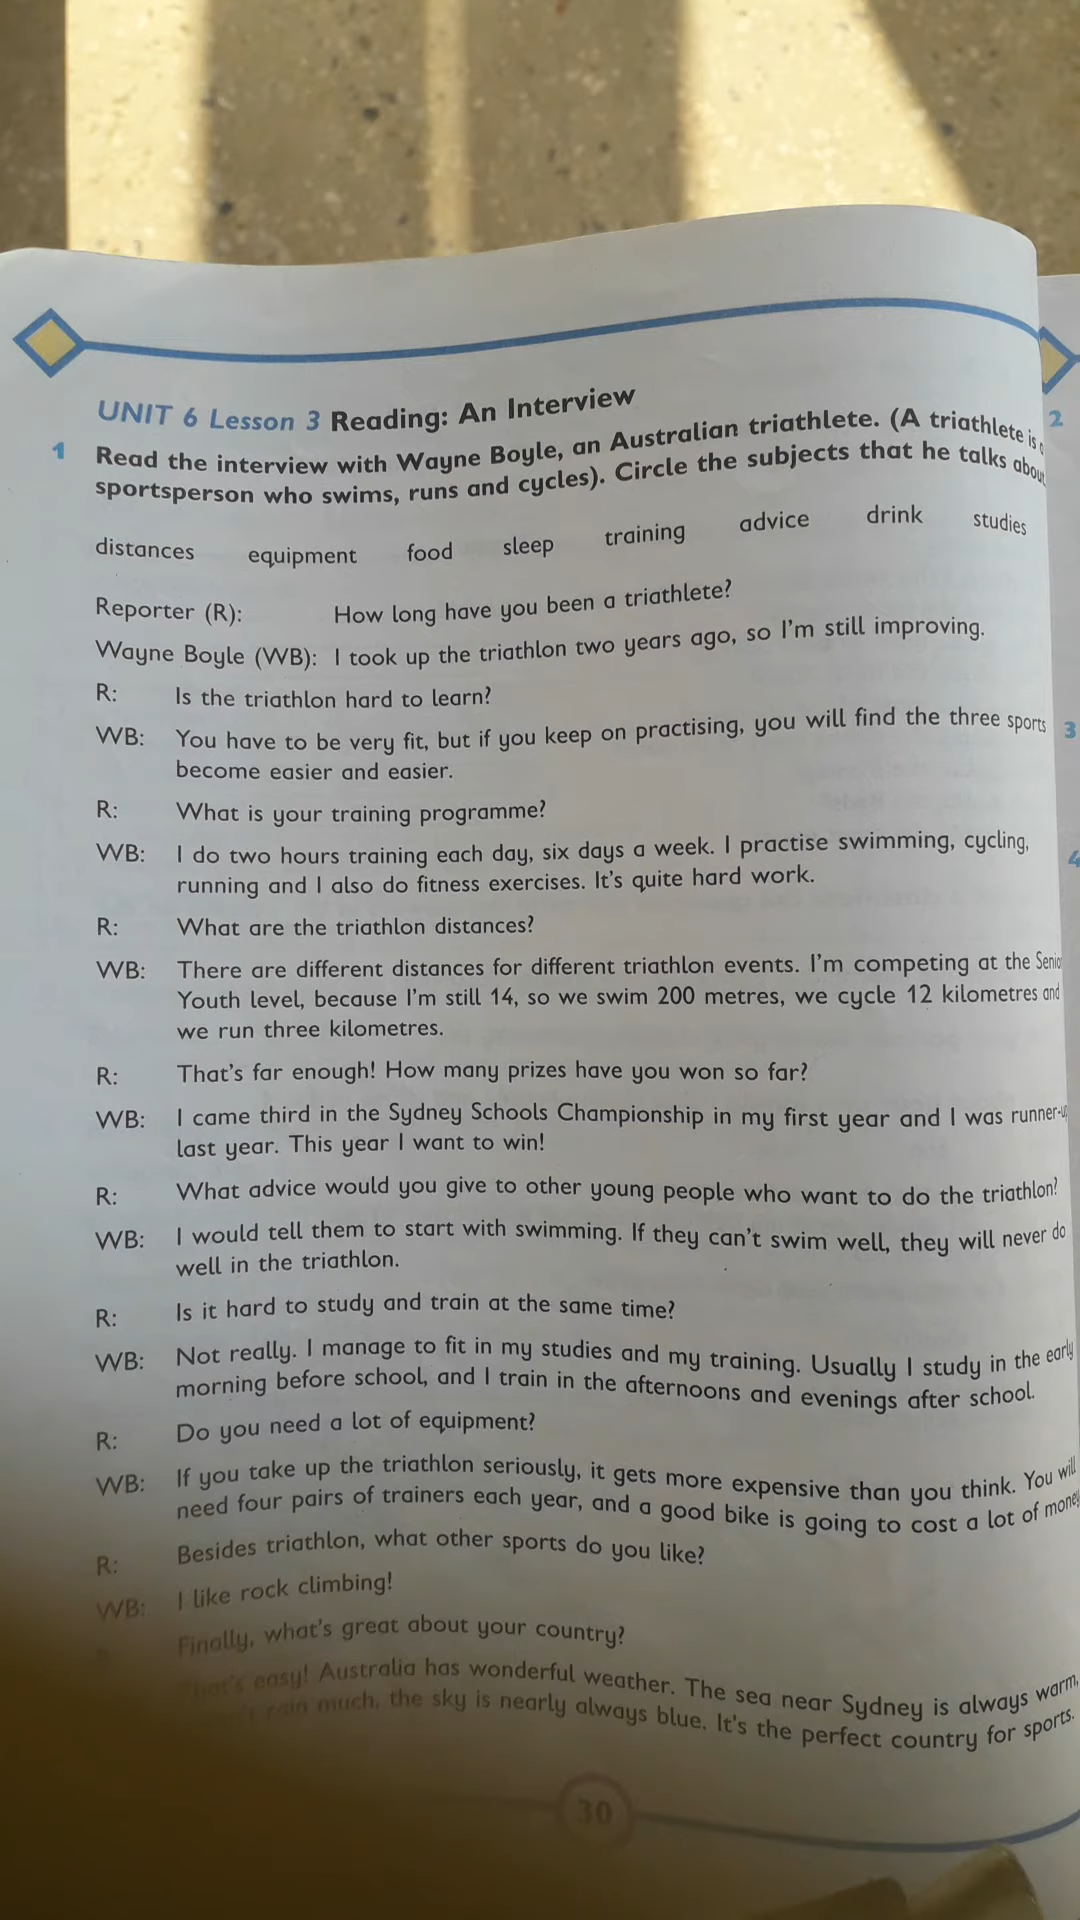 UNIT 6 Lesson 3 Reading: An Interview
2
1 Read the interview with Wayne Boyle, an Australian triathlete. (A triathlete is a
sportsperson who swims, runs and cycles). Circle the subjects that he talks about
distances equipment food sleep training advice drink studies
Reporter (R): How long have you been a triathlete?
Wayne Boyle (WB): I took up the triathlon two years ago, so I'm still improving.
R: Is the triathlon hard to learn?
WB: You have to be very fit, but if you keep on practising, you will find the three sports
become easier and easier.
3
R: What is your training programme?
WB: I do two hours training each day, six days a week. I practise swimming, cycling,
running and I also do fitness exercises. It's quite hard work.
4
R: What are the triathlon distances?
WB: There are different distances for different triathlon events. I'm competing at the Senio
Youth level, because I'm still 14, so we swim 200 metres, we cycle 12 kilometres and
we run three kilometres.
R: That's far enough! How many prizes have you won so far?
WB: I came third in the Sydney Schools Championship in my first year and I was runner-u
last year. This year I want to win!
R: What advice would you give to other young people who want to do the triathlon?
WB: I would tell them to start with swimming. If they can't swim well, they will never do
well in the triathlon.
R: Is it hard to study and train at the same time?
WB: Not really. I manage to fit in my studies and my training. Usually I study in the early
morning before school, and I train in the afternoons and evenings after school.
R: Do you need a lot of equipment?
WB: If you take up the triathlon seriously, it gets more expensive than you think. You will
need four pairs of trainers each year, and a good bike is going to cost a lot of money
R: Besides triathlon, what other sports do you like?
WB: I like rock climbing!
Finally, what's great about your country?
That's easy! Australia has wonderful weather. The sea near Sydney is always warm,
rain much, the sky is nearly always blue. It's the perfect country for sports.
30